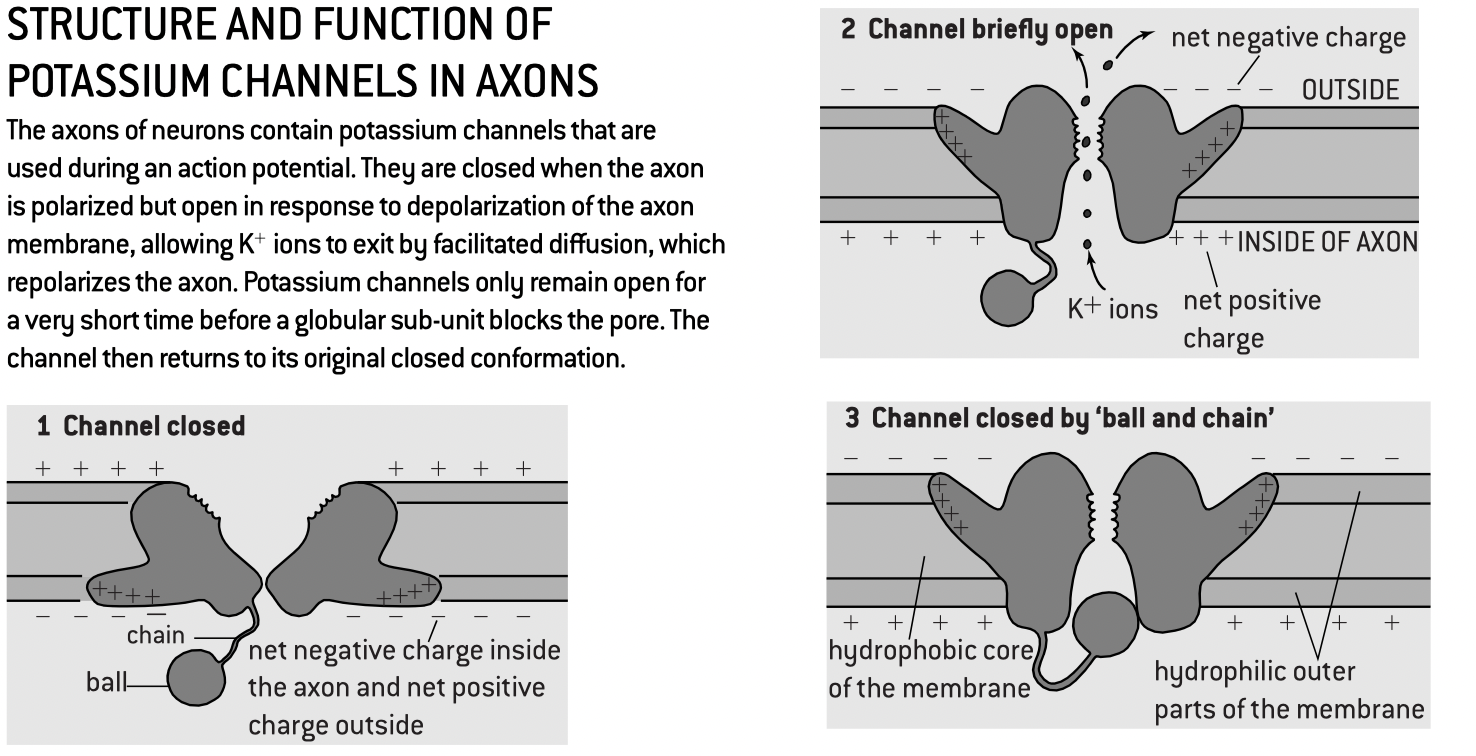 STRUCTURE AND FUNCTION OF
POTASSIUM CHANNELS IN AXONS
The axons of neurons contain potassium channels that are
used during an action potential. They are closed when the axon
is polarized but open in response to depolarization of the axon
membrane, allowing K⁺ ions to exit by facilitated diffusion, which
repolarizes the axon. Potassium channels only remain open for
a very short time before a globular sub-unit blocks the pore. The
channel then returns to its original closed conformation.
1 Channel closed
+ + + + + + + +
+ + + + + + + +
− − − − − − − − −
chain
ball
net negative charge inside
the axon and net positive
charge outside
2 Channel briefly open
net negative charge
− − − − − − − −
OUTSIDE
+ + + + + + + +
+ + + + + + +
INSIDE OF AXON
K⁺ ions
net positive
charge
3 Channel closed by ‘ball and chain’
− − − − − − − −
+ + + + + + + +
+ + + + + + + +
hydrophobic core
of the membrane
hydrophilic outer
parts of the membrane